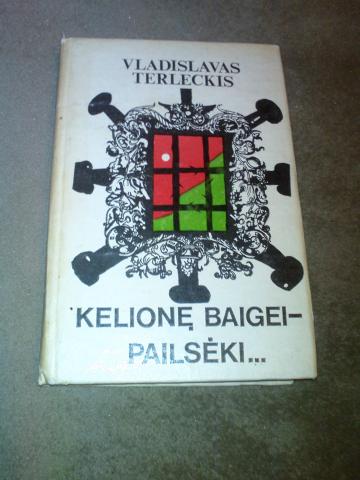 VLADISLAVAS
TERLECKIS
KELIONĘ BAIGEI–
PAILSĖKI...